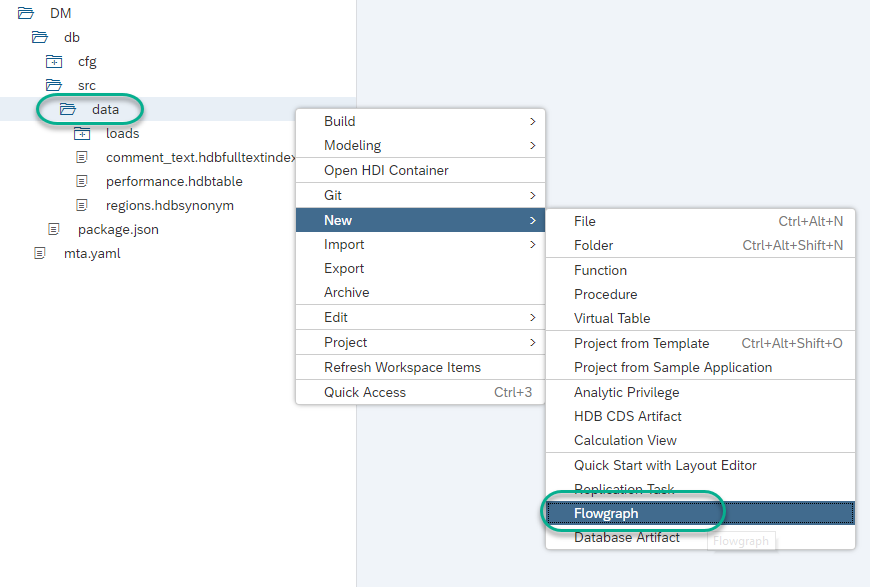 DM
db
cfg
src
data
loads
comment_text.hdbfulltextindex
performance.hdbtable
regions.hdbsynonym
package.json
mta.yaml
Build
Modeling
Open HDI Container
Git
New
Import
Export
Archive
Edit
Project
Refresh Workspace Items
Quick Access Ctrl+3
File Ctrl+Alt+N
Folder Ctrl+Alt+Shift+N
Function
Procedure
Virtual Table
Project from Template Ctrl+Alt+Shift+O
Project from Sample Application
Analytic Privilege
HDB CDS Artifact
Calculation View
Quick Start with Layout Editor
Replication Task
Flowgraph
Database Artifact
Flowgraph